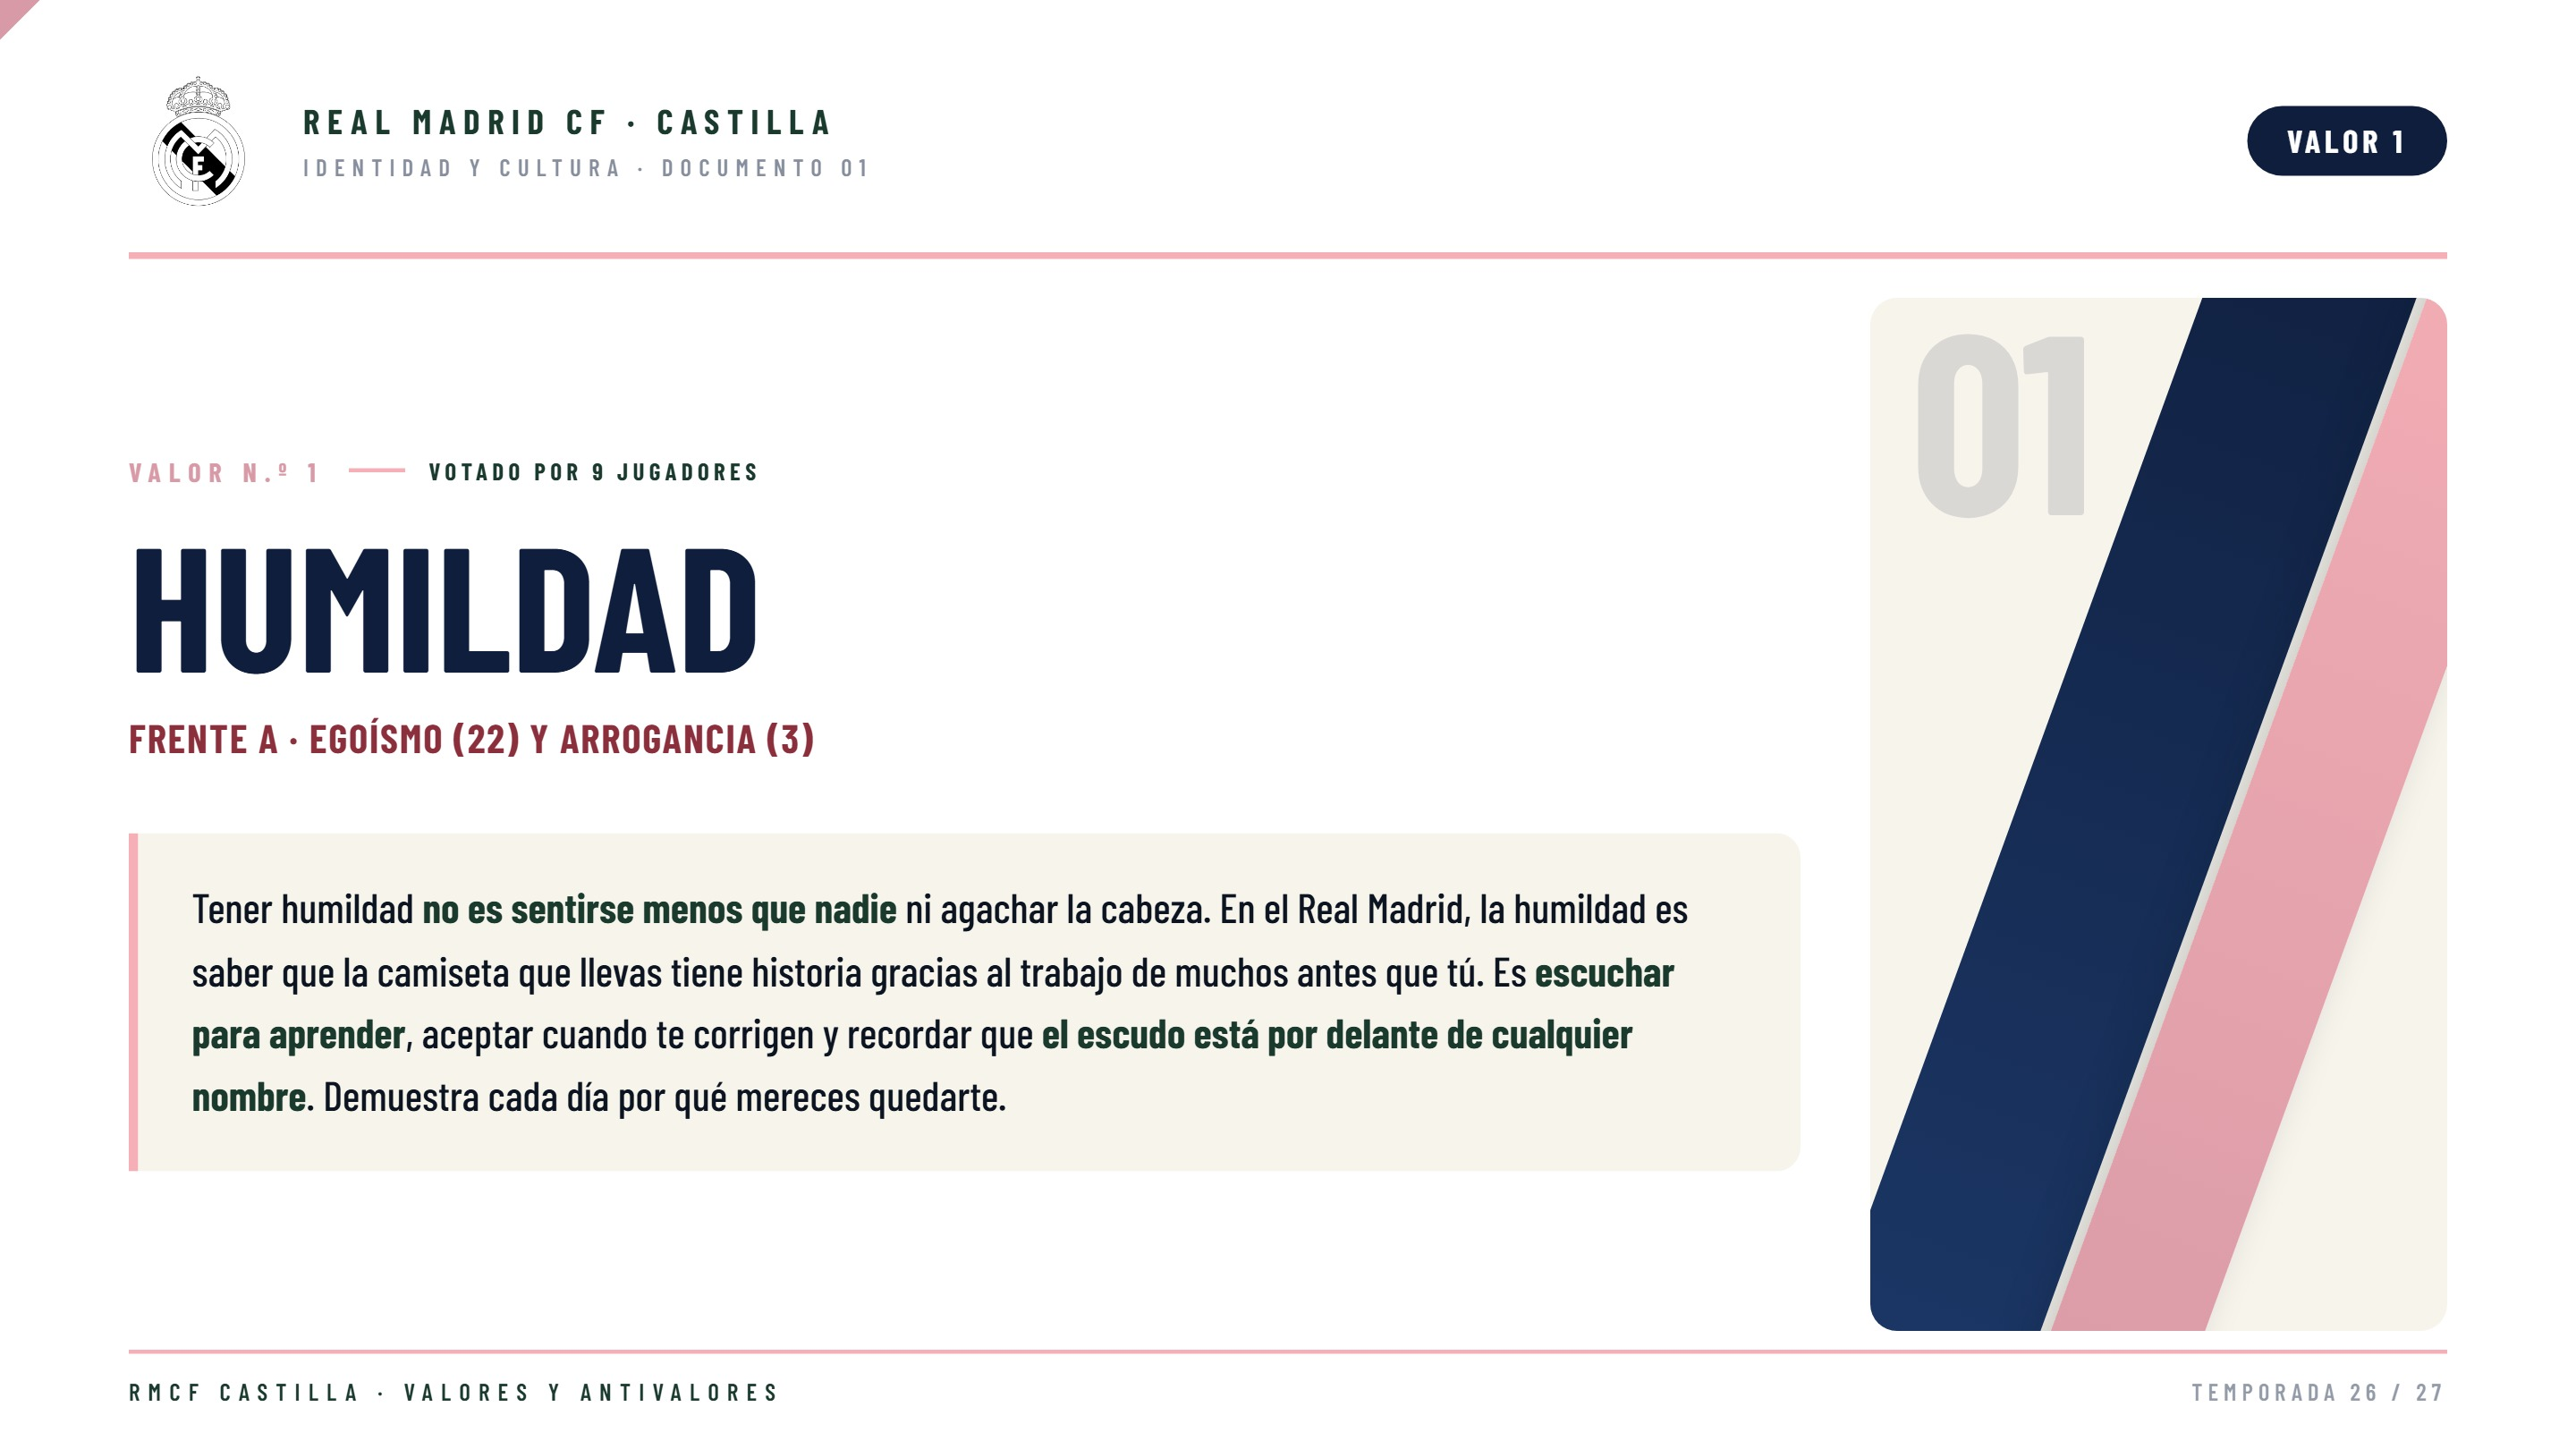 REAL MADRID CF · CASTILLA
IDENTIDAD Y CULTURA · DOCUMENTO 01
VALOR 1
01
VALOR N.º 1 — VOTADO POR 9 JUGADORES
HUMILDAD
FRENTE A · EGOÍSMO (22) Y ARROGANCIA (3)
Tener humildad no es sentirse menos que nadie ni agachar la cabeza. En el Real Madrid, la humildad es
saber que la camiseta que llevas tiene historia gracias al trabajo de muchos antes que tú. Es escuchar
para aprender, aceptar cuando te corrigen y recordar que el escudo está por delante de cualquier
nombre. Demuestra cada día por qué mereces quedarte.
RMCF CASTILLA · VALORES Y ANTIVALORES
TEMPORADA 26 / 27